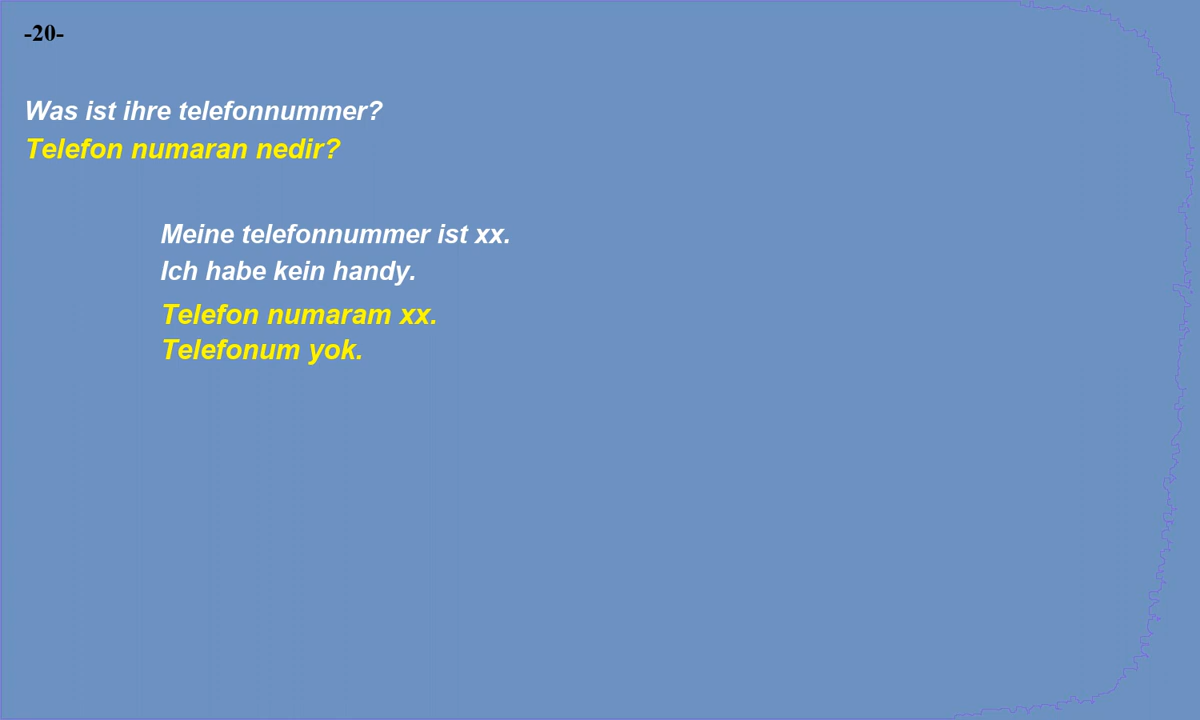 -20-
Was ist ihre telefonnummer?
Telefon numaran nedir?
Meine telefonnummer ist xx.
Ich habe kein handy.
Telefon numaram xx.
Telefonum yok.